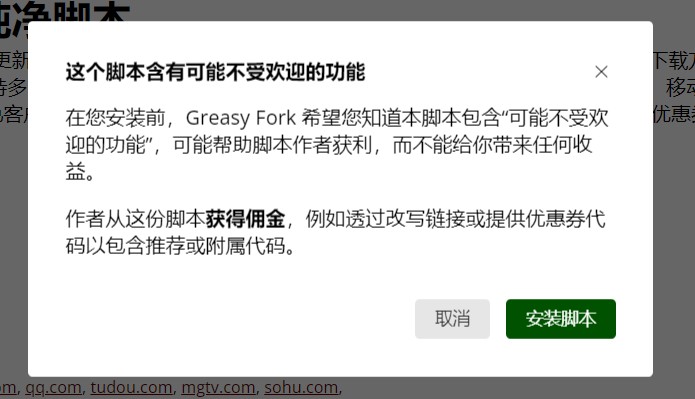 纯净脚本
更新
下载方
这个脚本含有可能不受欢迎的功能
持多
移动
在您安装前，Greasy Fork 希望您知道本脚本包含“可能不受欢
优惠券
迎的功能”，可能帮助脚本作者获利，而不能给你带来任何收
益。
作者从这份脚本获得佣金，例如透过改写链接或提供优惠券代
码以包含推荐或附属代码。
取消
安装脚本
om, qq.com, tudou.com, mgtv.com, sohu.com,